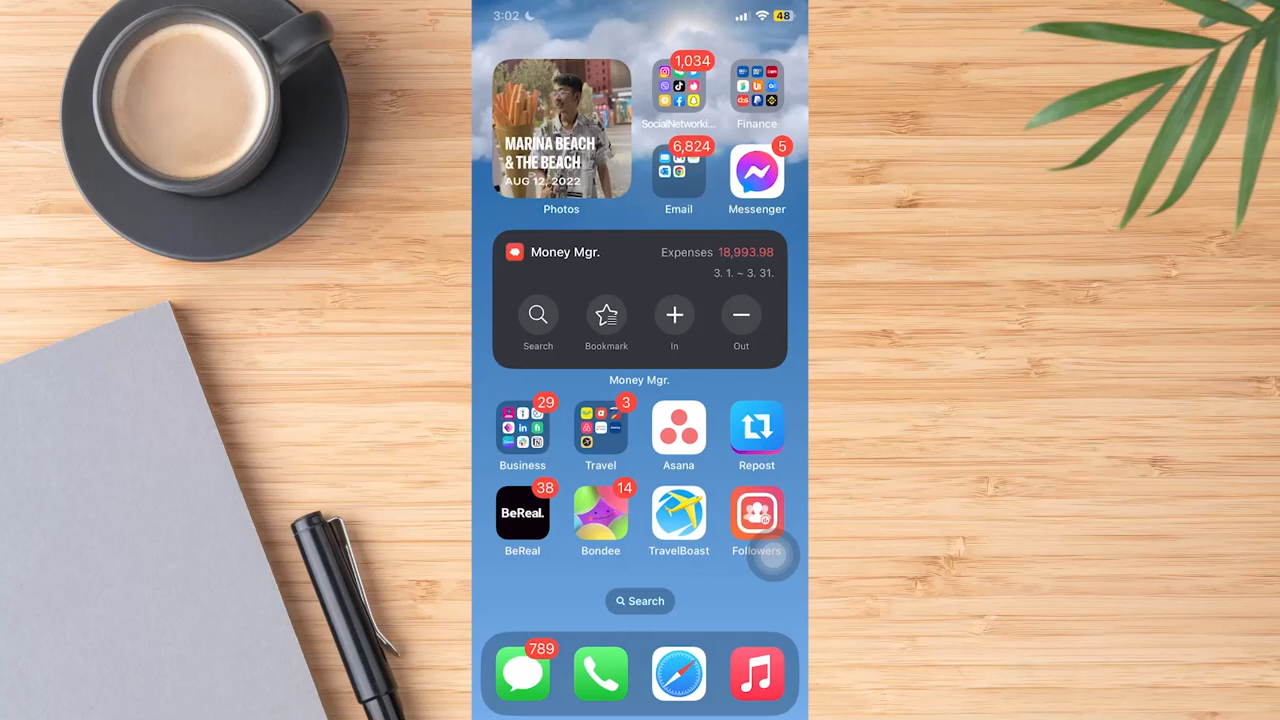 3:02
48
1,034
MARINA BEACH
& THE BEACH
AUG 12, 2022
SocialNetworki...
Finance
6,824
5
Photos
Email
Messenger
Money Mgr.
Expenses 18,993.98
3. 1. ~ 3. 31.
Search
Bookmark
In
Out
Money Mgr.
29
3
Business
Travel
Asana
Repost
38
14
BeReal.
BeReal
Bondee
TravelBoast
Followers
Search
789